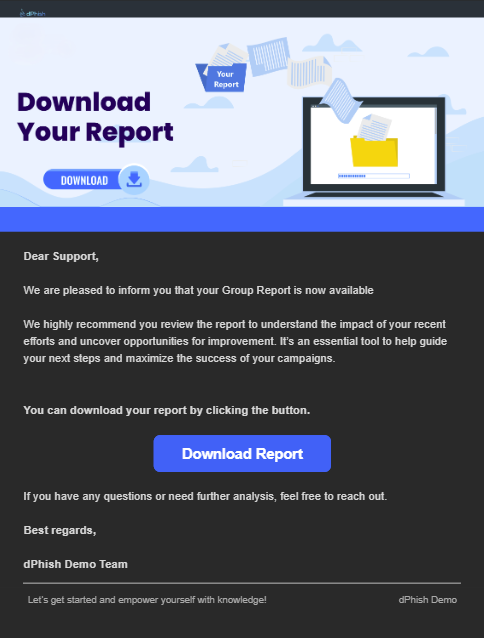 dPhish
Download
Your Report
DOWNLOAD
Your
Report
Dear Support,
We are pleased to inform you that your Group Report is now available
We highly recommend you review the report to understand the impact of your recent
efforts and uncover opportunities for improvement. It's an essential tool to help guide
your next steps and maximize the success of your campaigns.
You can download your report by clicking the button.
Download Report
If you have any questions or need further analysis, feel free to reach out.
Best regards,
dPhish Demo Team
Let's get started and empower yourself with knowledge!
dPhish Demo